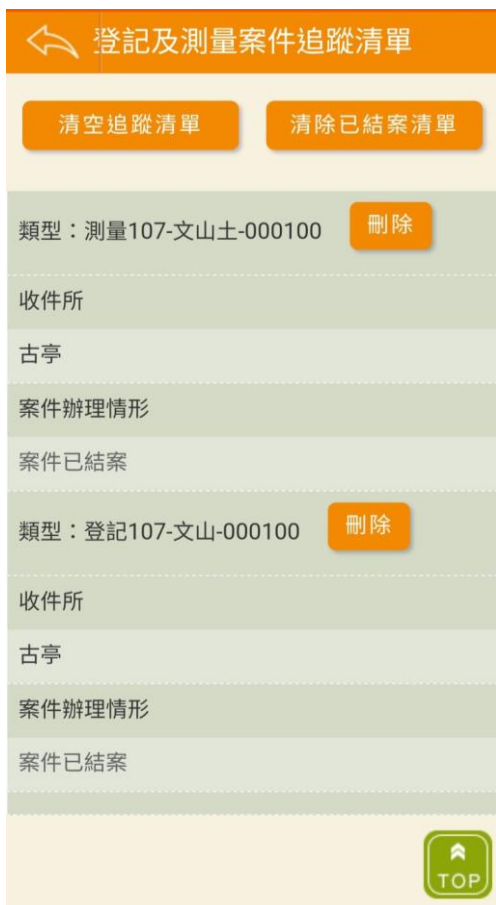 登記及測量案件追蹤清單
清空追蹤清單 清除已結案清單
類型：測量107-文山土-000100 刪除
收件所
古亭
案件辦理情形
案件已結案
類型：登記107-文山-000100 刪除
收件所
古亭
案件辦理情形
案件已結案
TOP